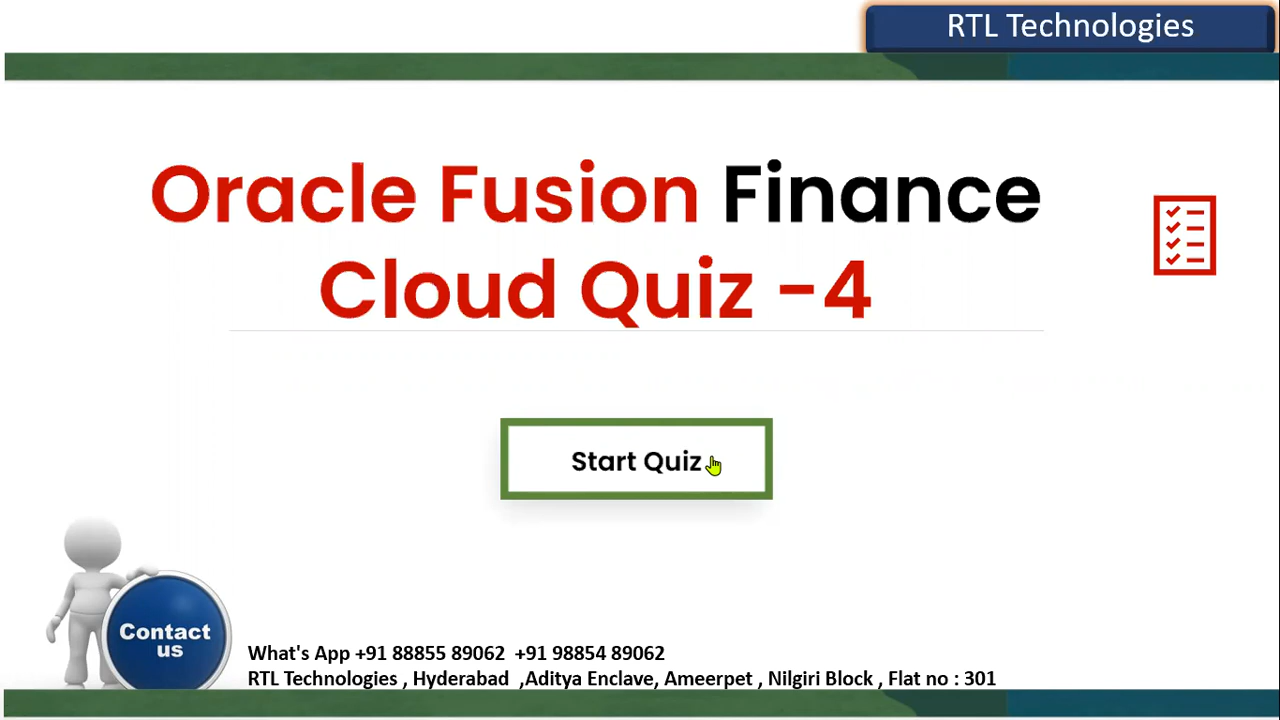 RTL Technologies
Oracle Fusion Finance
Cloud Quiz -4
Start Quiz
Contact
us
What's App +91 88855 89062 +91 98854 89062
RTL Technologies , Hyderabad ,Aditya Enclave, Ameerpet , Nilgiri Block , Flat no : 301